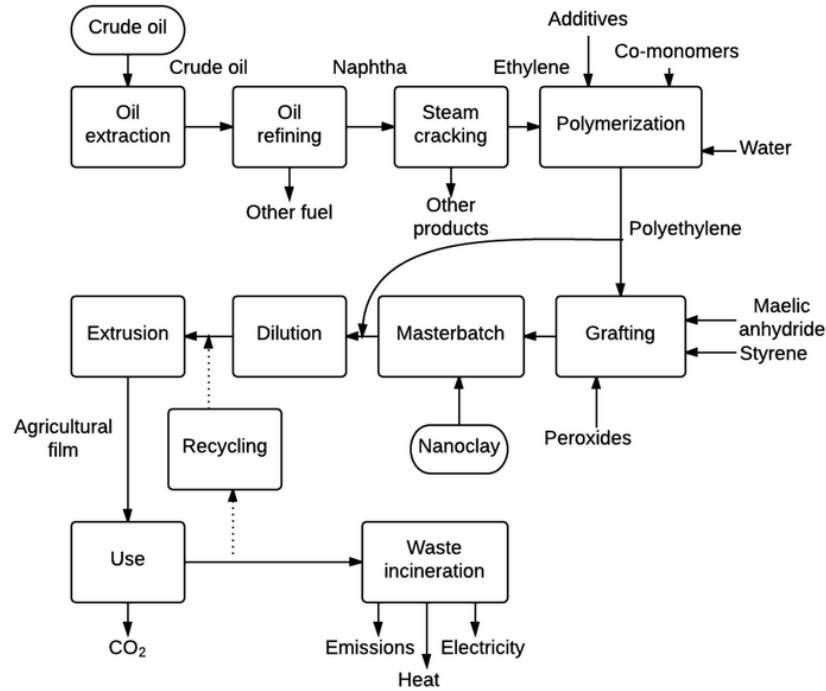 Additives
Crude oil
Co-monomers
Crude oil
Naphtha
Ethylene
Oil
extraction
Oil
refining
Steam
cracking
Polymerization
Water
Other fuel
Other
products
Polyethylene
Extrusion
Dilution
Masterbatch
Grafting
Maelic
anhydride
Styrene
Agricultural
film
Recycling
Nanoclay
Peroxides
Use
Waste
incineration
CO₂
Emissions
Electricity
Heat